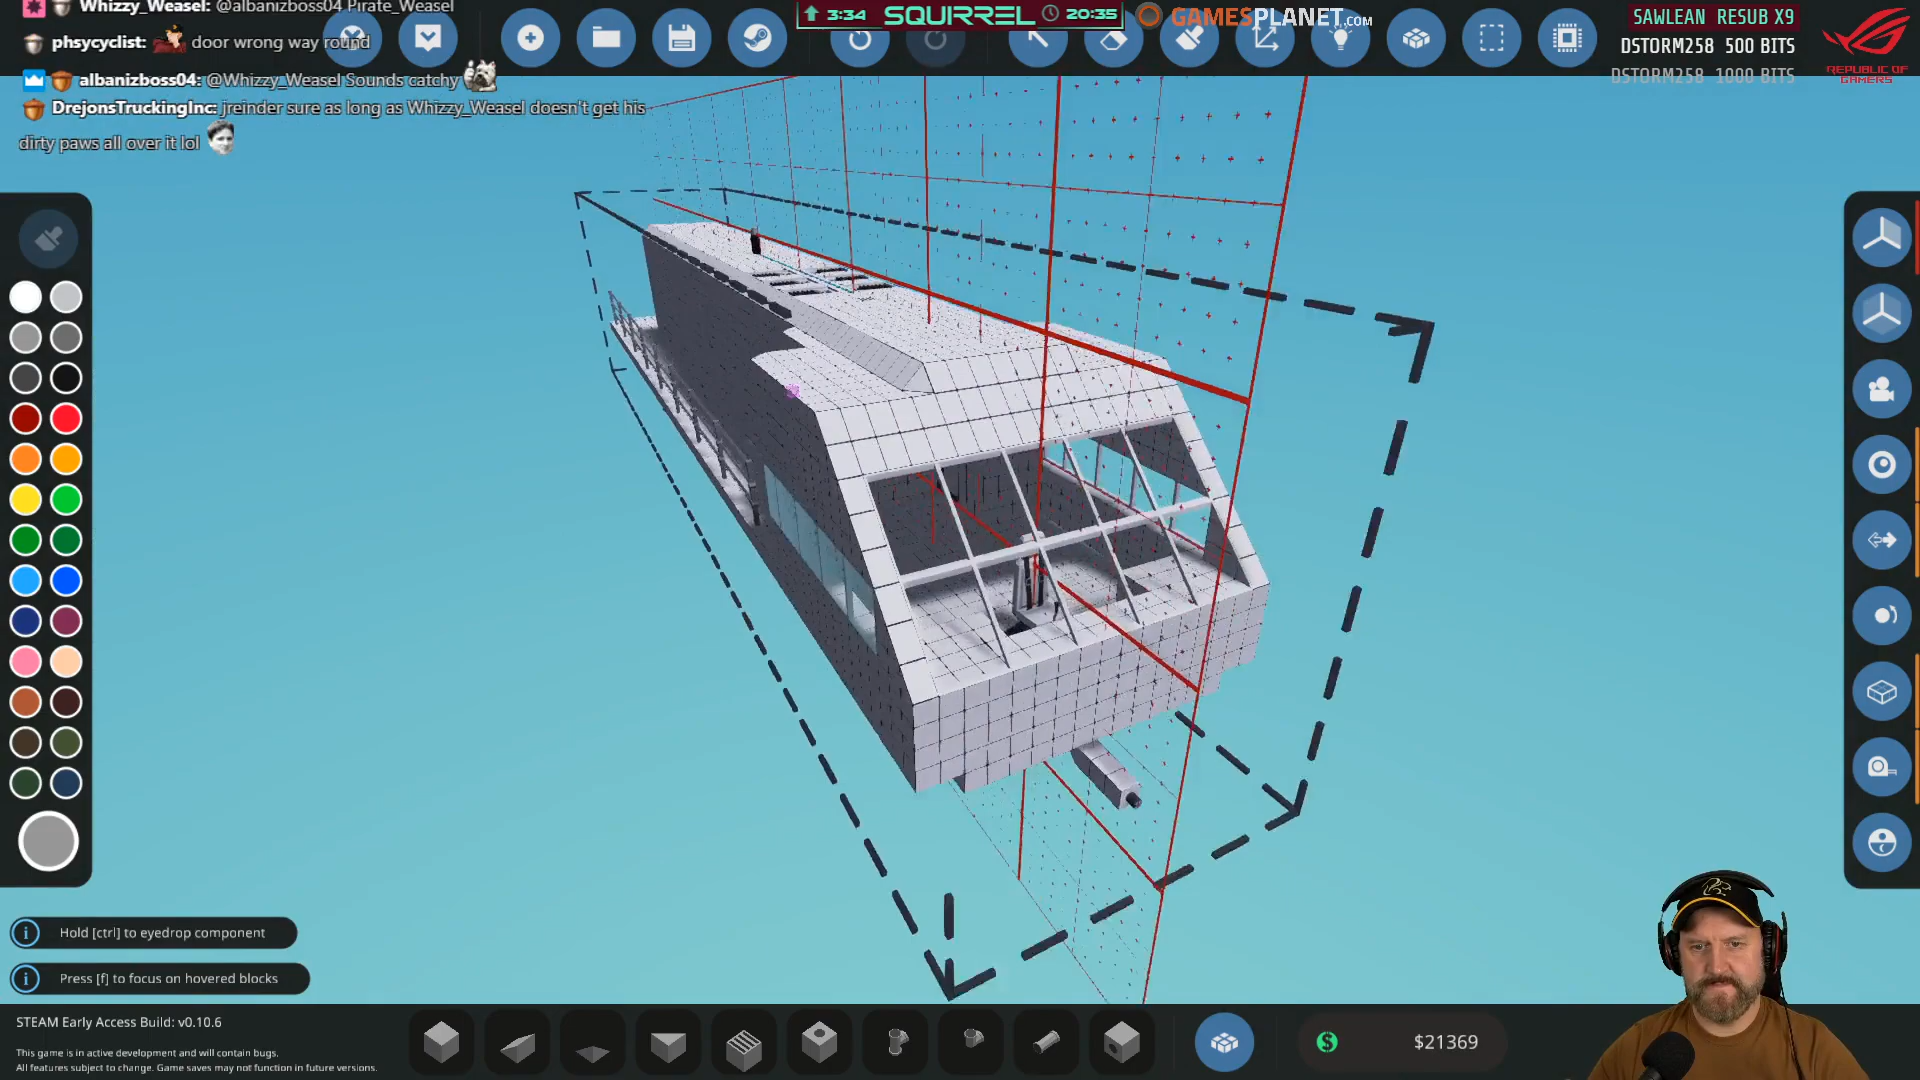 Whizzy_Weasel: @albanizboss04 Pirate_Weasel
phsycyclist: door wrong way round
albanizboss04: @Whizzy_Weasel Sounds catchy
DrejonsTruckingInc: jreinder sure as long as Whizzy_Weasel doesn't get his
dirty paws all over it lol
3:34 SQUIRREL 20:35
GAMESPLANET.COM
SAWLEAN RESUB X9
DSTORM258 500 BITS
DSTORM258 1000 BITS
REPUBLIC OF
GAMERS
Hold [ctrl] to eyedrop component
Press [f] to focus on hovered blocks
STEAM Early Access Build: v0.10.6
This game is in active development and will contain bugs.
All features subject to change. Game saves may not function in future versions.
$21369